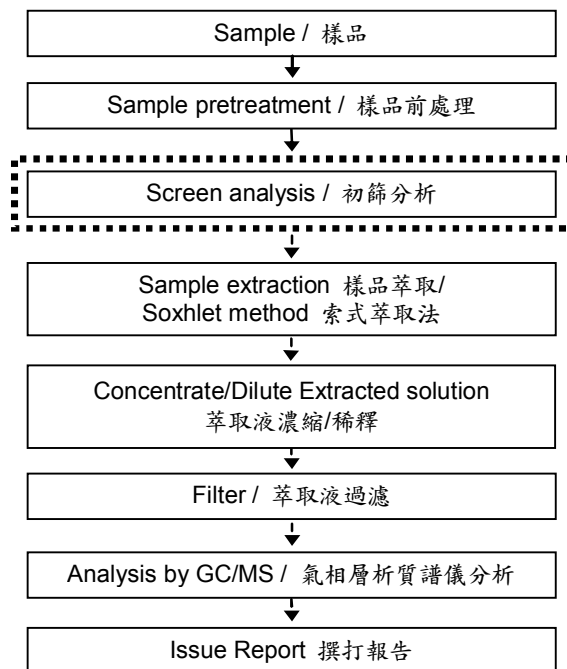 Sample / 樣品
Sample pretreatment / 樣品前處理
Screen analysis / 初篩分析
Sample extraction 樣品萃取/
Soxhlet method 索式萃取法
Concentrate/Dilute Extracted solution
萃取液濃縮/稀釋
Filter / 萃取液過濾
Analysis by GC/MS / 氣相層析質譜儀分析
Issue Report 撰打報告